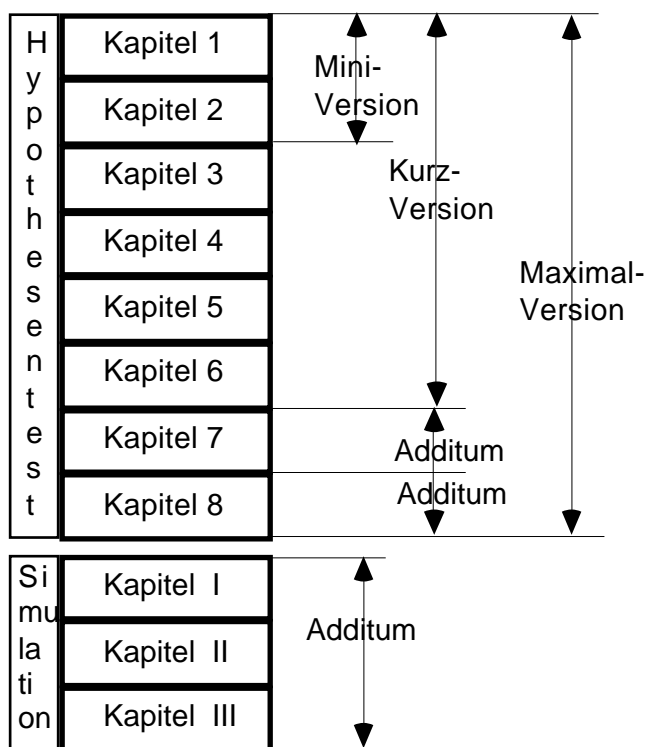 Hypothesentest
Kapitel 1
Kapitel 2
Kapitel 3
Kapitel 4
Kapitel 5
Kapitel 6
Kapitel 7
Kapitel 8
Mini-
Version
Kurz-
Version
Maximal-
Version
Additum
Additum
Si
mu
la
ti
on
Kapitel I
Kapitel II
Kapitel III
Additum